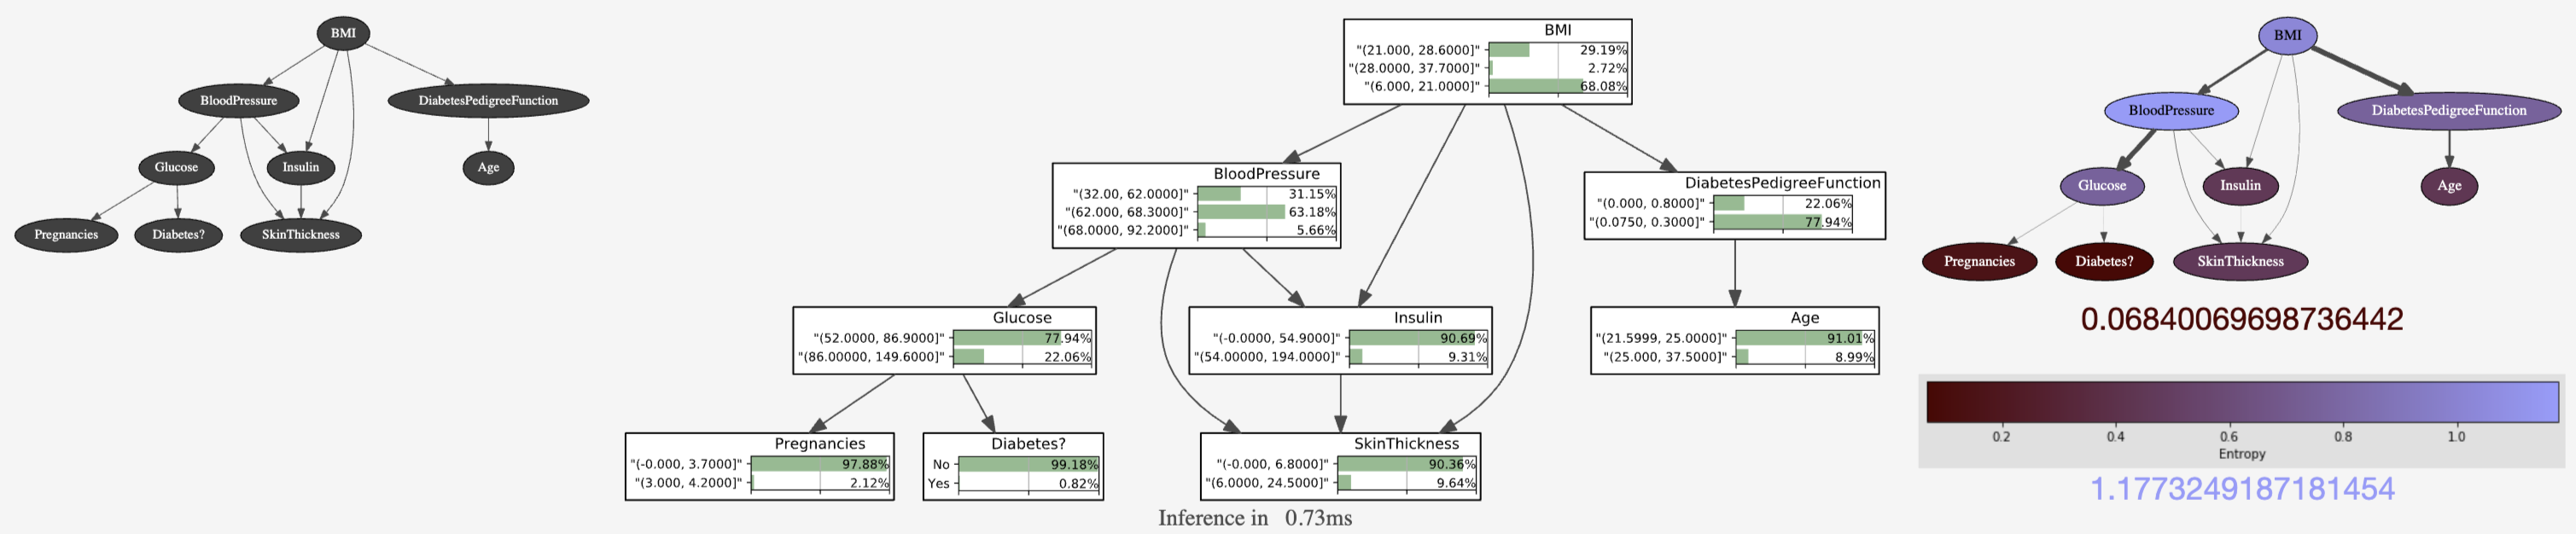 BMI
BloodPressure
DiabetesPedigreeFunction
Glucose
Insulin
Age
Pregnancies
Diabetes?
SkinThickness
BMI
"(21.000, 28.6000]" 29.19%
"(28.0000, 37.7000]" 2.72%
"(6.000, 21.0000]" 68.08%
BloodPressure
"(32.00, 62.0000]" 31.15%
"(62.000, 68.3000]" 63.18%
"(68.0000, 92.2000]" 5.66%
DiabetesPedigreeFunction
"(0.000, 0.8000]" 22.06%
"(0.0750, 0.3000]" 77.94%
Glucose
"(52.0000, 86.9000]" 77.94%
"(86.00000, 149.6000]" 22.06%
Insulin
"(-0.0000, 54.9000]" 90.69%
"(54.00000, 194.0000]" 9.31%
Age
"(21.5999, 25.0000]" 91.01%
"(25.000, 37.5000]" 8.99%
Pregnancies
"(-0.000, 3.7000]" 97.88%
"(3.000, 4.2000]" 2.12%
Diabetes?
No 99.18%
Yes 0.82%
SkinThickness
"(-0.000, 6.8000]" 90.36%
"(6.0000, 24.5000]" 9.64%
Inference in 0.73ms
BMI
BloodPressure
DiabetesPedigreeFunction
Glucose
Insulin
Age
Pregnancies
Diabetes?
SkinThickness
0.06840069698736442
0.2 0.4 0.6 0.8 1.0
Entropy
1.1773249187181454